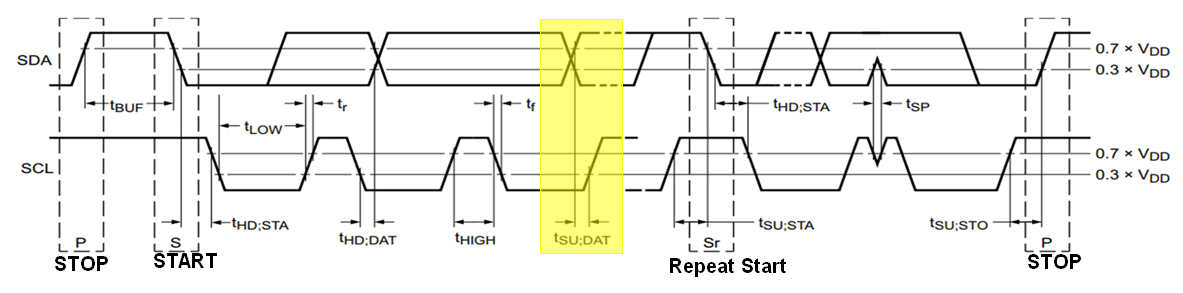 SDA
0.7 × VDD
0.3 × VDD
tBUF
tr
tf
tHD;STA
tSP
tLOW
SCL
0.7 × VDD
0.3 × VDD
tHD;STA
tHD;DAT
tHIGH
tSU;DAT
tSU;STA
tSU;STO
P
S
Sr
P
STOP
START
Repeat Start
STOP